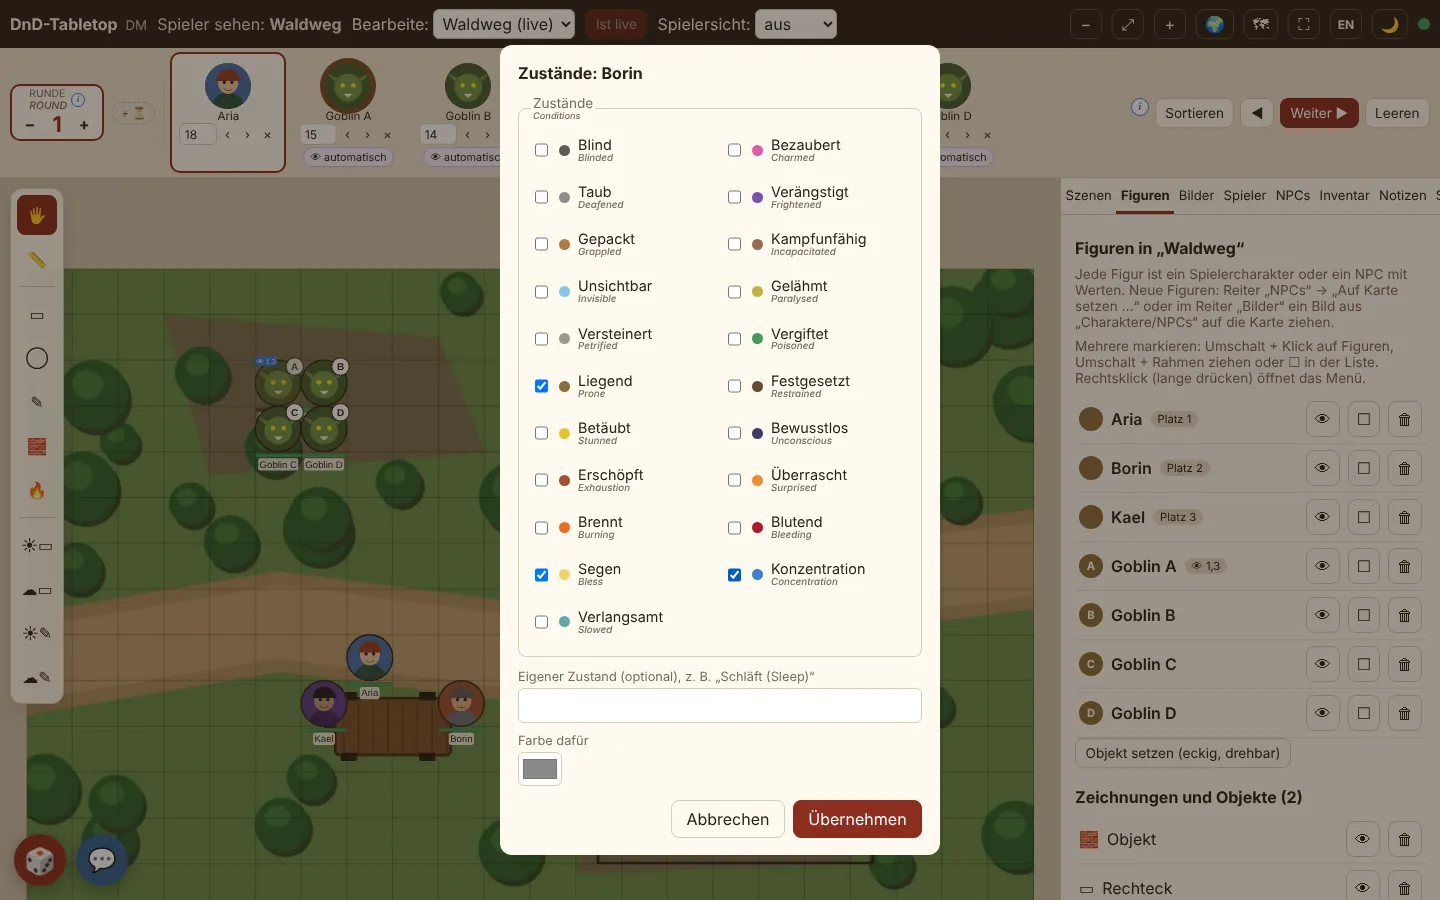 DnD-Tabletop DM Spieler sehen: Waldweg Bearbeite: Waldweg (live) Ist live Spielersicht: aus EN
RUNDE
ROUND
− 1 +
+
Aria
18 ‹ › ×
Goblin A
15 ‹ › ×
automatisch
Goblin B
14 ‹ ›
Sortieren
Weiter
Leeren
Zustände: Borin
Zustände
Conditions
Blind
Blinded
Bezaubert
Charmed
Taub
Deafened
Verängstigt
Frightened
Gepackt
Grappled
Kampfunfähig
Incapacitated
Unsichtbar
Invisible
Gelähmt
Paralysed
Versteinert
Petrified
Vergiftet
Poisoned
Liegend
Prone
Festgesetzt
Restrained
Betäubt
Stunned
Bewusstlos
Unconscious
Erschöpft
Exhaustion
Überrascht
Surprised
Brennt
Burning
Blutend
Bleeding
Segen
Bless
Konzentration
Concentration
Verlangsamt
Slowed
Eigener Zustand (optional), z. B. „Schläft (Sleep)“
Farbe dafür
Abbrechen
Übernehmen
1,3
A
B
C
D
Goblin C
Goblin D
Aria
Kael
Borin
Szenen Figuren Bilder Spieler NPCs Inventar Notizen
Figuren in „Waldweg“
Jede Figur ist ein Spielercharakter oder ein NPC mit
Werten. Neue Figuren: Reiter „NPCs“ → „Auf Karte
setzen ...“ oder im Reiter „Bilder“ ein Bild aus
„Charaktere/NPCs“ auf die Karte ziehen.
Mehrere markieren: Umschalt + Klick auf Figuren,
Umschalt + Rahmen ziehen oder ☐ in der Liste.
Rechtsklick (lange drücken) öffnet das Menü.
Aria Platz 1
Borin Platz 2
Kael Platz 3
A Goblin A 1,3
B Goblin B
C Goblin C
D Goblin D
Objekt setzen (eckig, drehbar)
Zeichnungen und Objekte (2)
Objekt
Rechteck